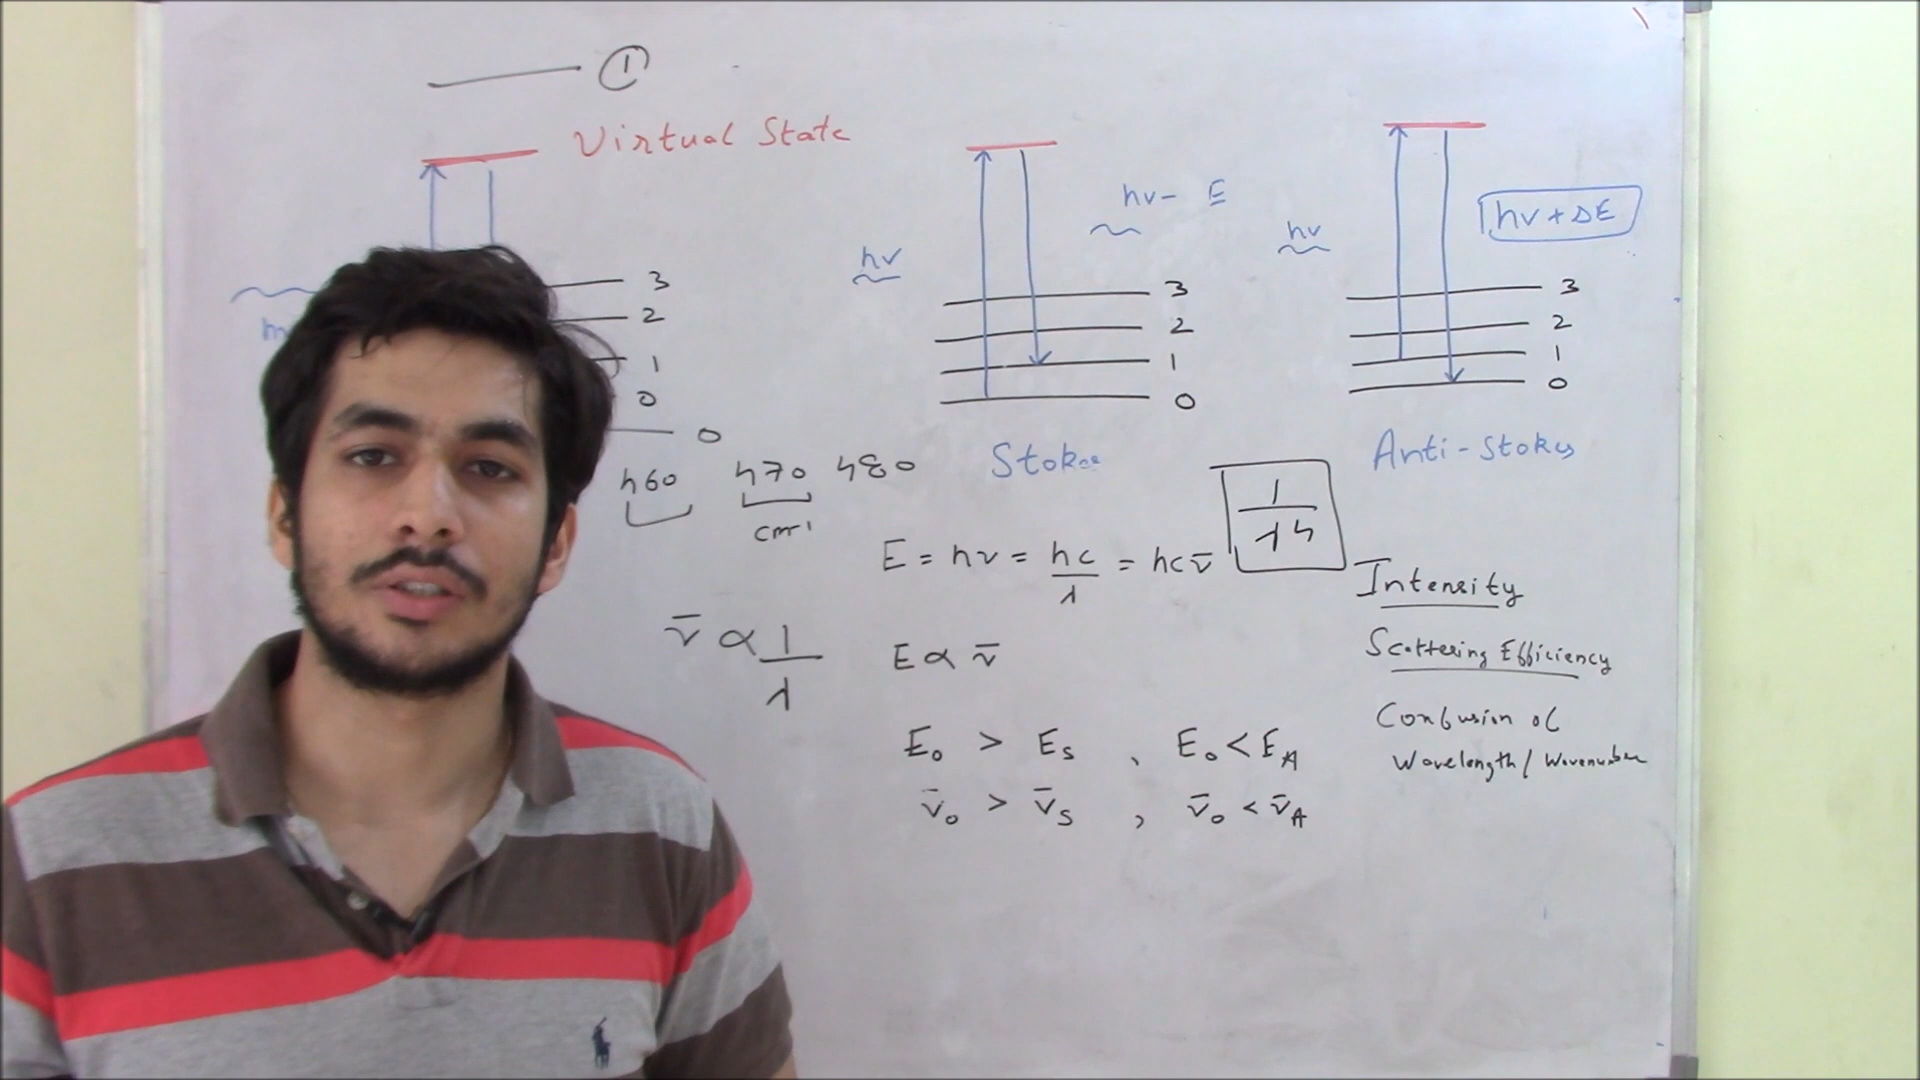 1
Virtual State
hν - E
hν
hν
hν + ΔE
3
2
1
0
0
3
2
1
0
3
2
1
0
Stokes
Anti-Stokes
460 470 480
cm-1
1/λ4
E = hν = hc/λ = hcν̄
ν̄ ∝ 1/λ
E ∝ ν̄
E₀ > Eₛ , E₀ < E_A
ν̄₀ > ν̄ₛ , ν̄₀ < ν̄_A
Intensity
Scattering Efficiency
Confusion of
Wavelength / Wavenumber